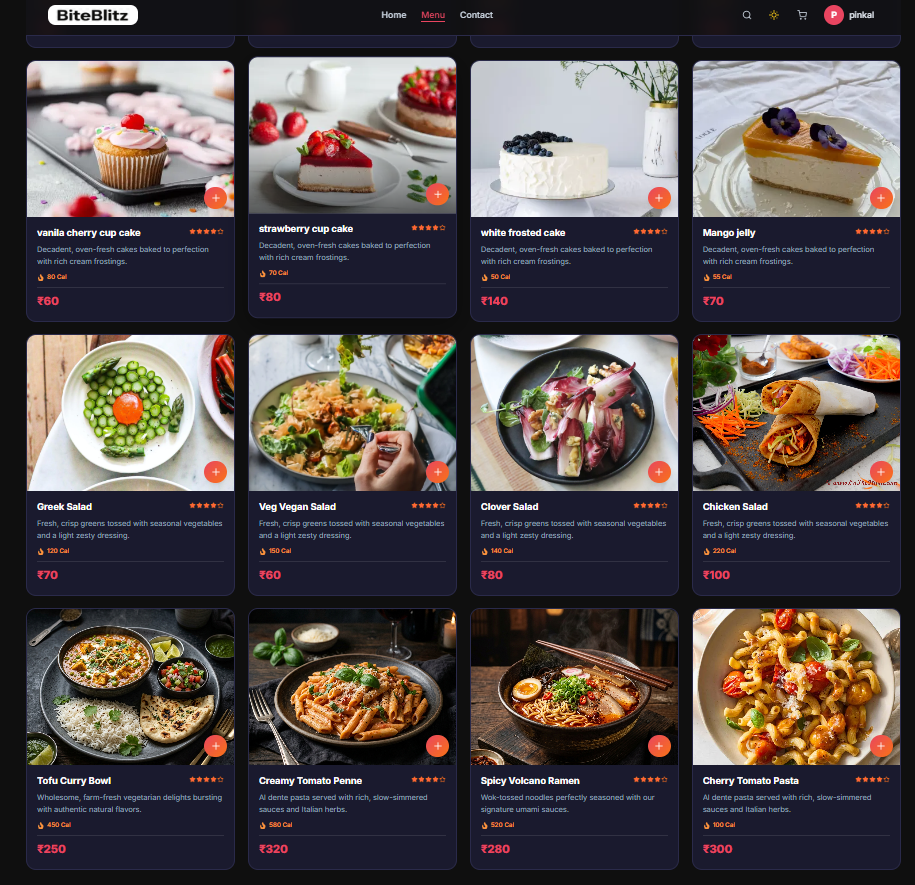 BiteBlitz
Home Menu Contact
P pinkal
vanila cherry cup cake
Decadent, oven-fresh cakes baked to perfection
with rich cream frostings.
80 Cal
₹60
strawberry cup cake
Decadent, oven-fresh cakes baked to perfection
with rich cream frostings.
70 Cal
₹80
white frosted cake
Decadent, oven-fresh cakes baked to perfection
with rich cream frostings.
50 Cal
₹140
Mango jelly
Decadent, oven-fresh cakes baked to perfection
with rich cream frostings.
55 Cal
₹70
Greek Salad
Fresh, crisp greens tossed with seasonal vegetables
and a light zesty dressing.
120 Cal
₹70
Veg Vegan Salad
Fresh, crisp greens tossed with seasonal vegetables
and a light zesty dressing.
150 Cal
₹60
Clover Salad
Fresh, crisp greens tossed with seasonal vegetables
and a light zesty dressing.
140 Cal
₹80
Chicken Salad
Fresh, crisp greens tossed with seasonal vegetables
and a light zesty dressing.
220 Cal
₹100
Tofu Curry Bowl
Wholesome, farm-fresh vegetarian delights bursting
with authentic natural flavors.
450 Cal
₹250
Creamy Tomato Penne
Al dente pasta served with rich, slow-simmered
sauces and Italian herbs.
580 Cal
₹320
Spicy Volcano Ramen
Wok-tossed noodles perfectly seasoned with our
signature umami sauces.
520 Cal
₹280
Cherry Tomato Pasta
Al dente pasta served with rich, slow-simmered
sauces and Italian herbs.
100 Cal
₹300